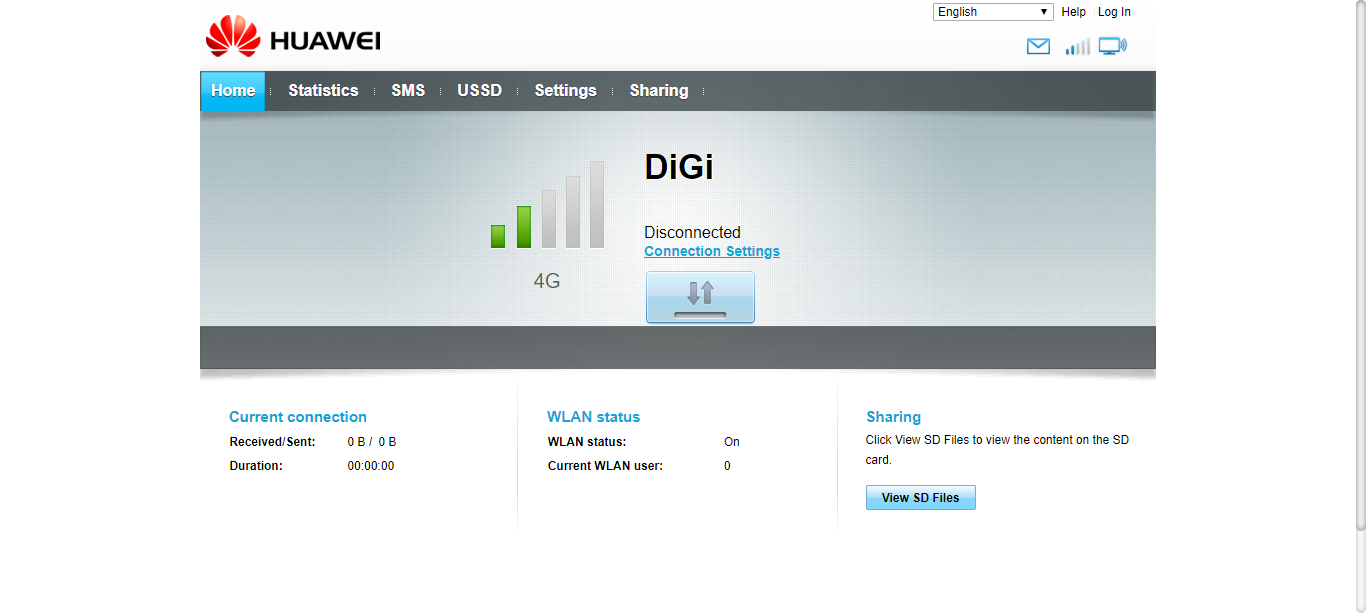 English Help Log In
HUAWEI
Home Statistics SMS USSD Settings Sharing
DiGi
Disconnected
Connection Settings
4G
Current connection
Received/Sent: 0 B / 0 B
Duration: 00:00:00
WLAN status
WLAN status: On
Current WLAN user: 0
Sharing
Click View SD Files to view the content on the SD
card.
View SD Files